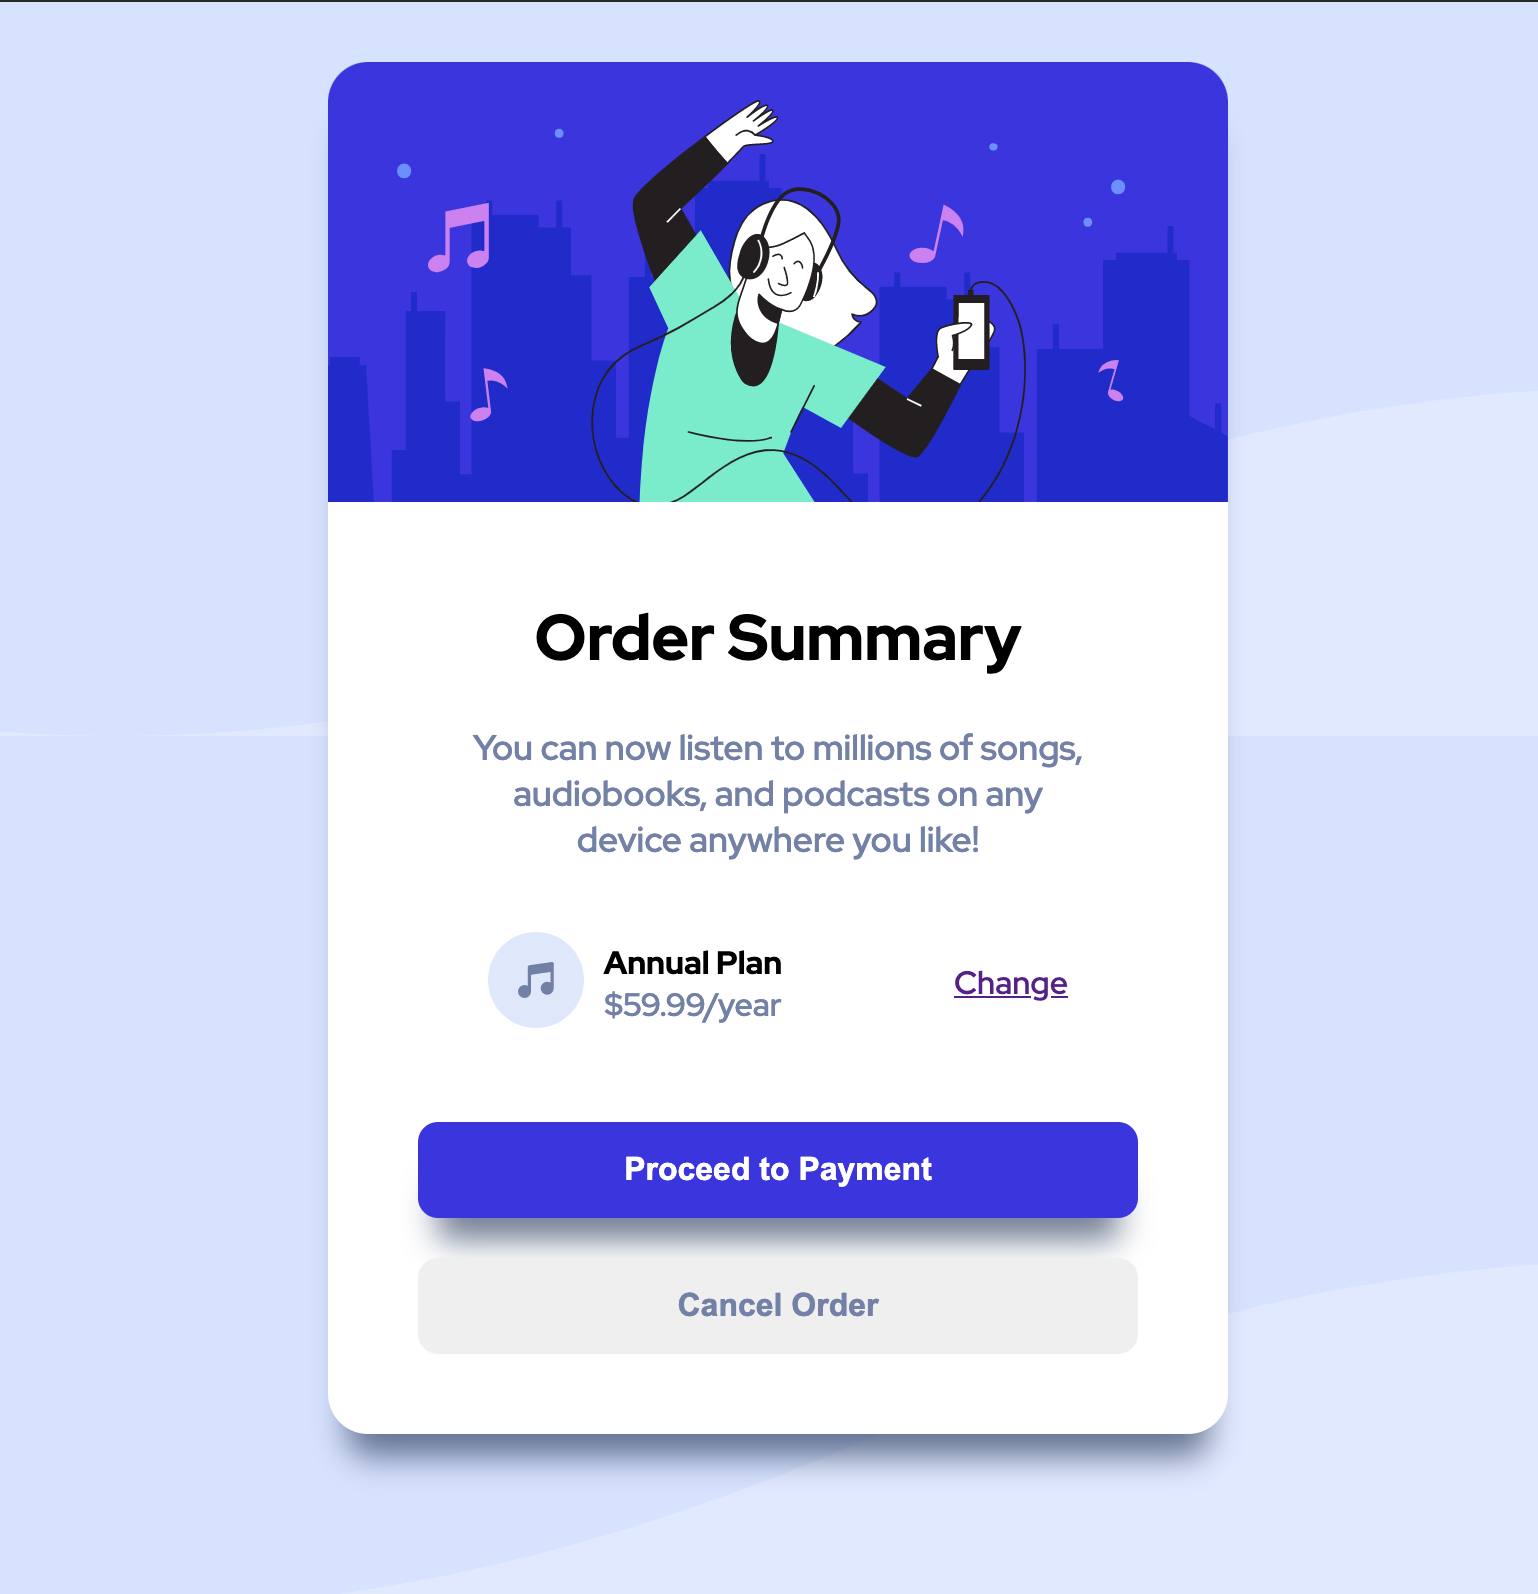 Order Summary
You can now listen to millions of songs,
audiobooks, and podcasts on any
device anywhere you like!
Annual Plan
$59.99/year
Change
Proceed to Payment
Cancel Order